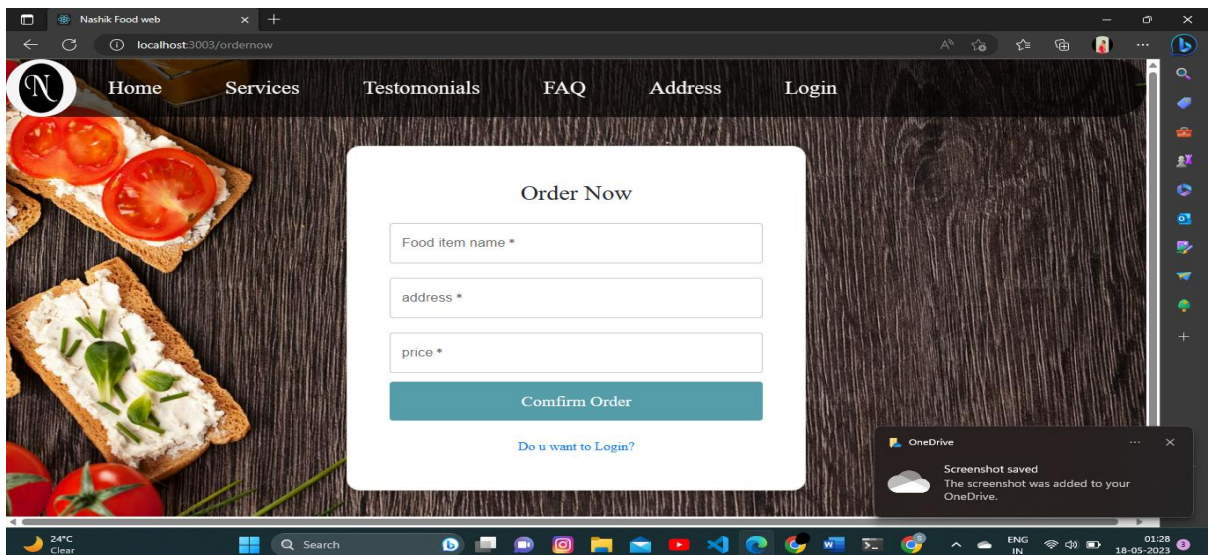 Nashik Food web
localhost:3003/ordernow
N
Home Services Testomonials FAQ Address Login
Order Now
Food item name *
address *
price *
Comfirm Order
Do u want to Login?
OneDrive
Screenshot saved
The screenshot was added to your
OneDrive.
24°C
Clear
Search
ENG
IN
01:28
18-05-2023
3